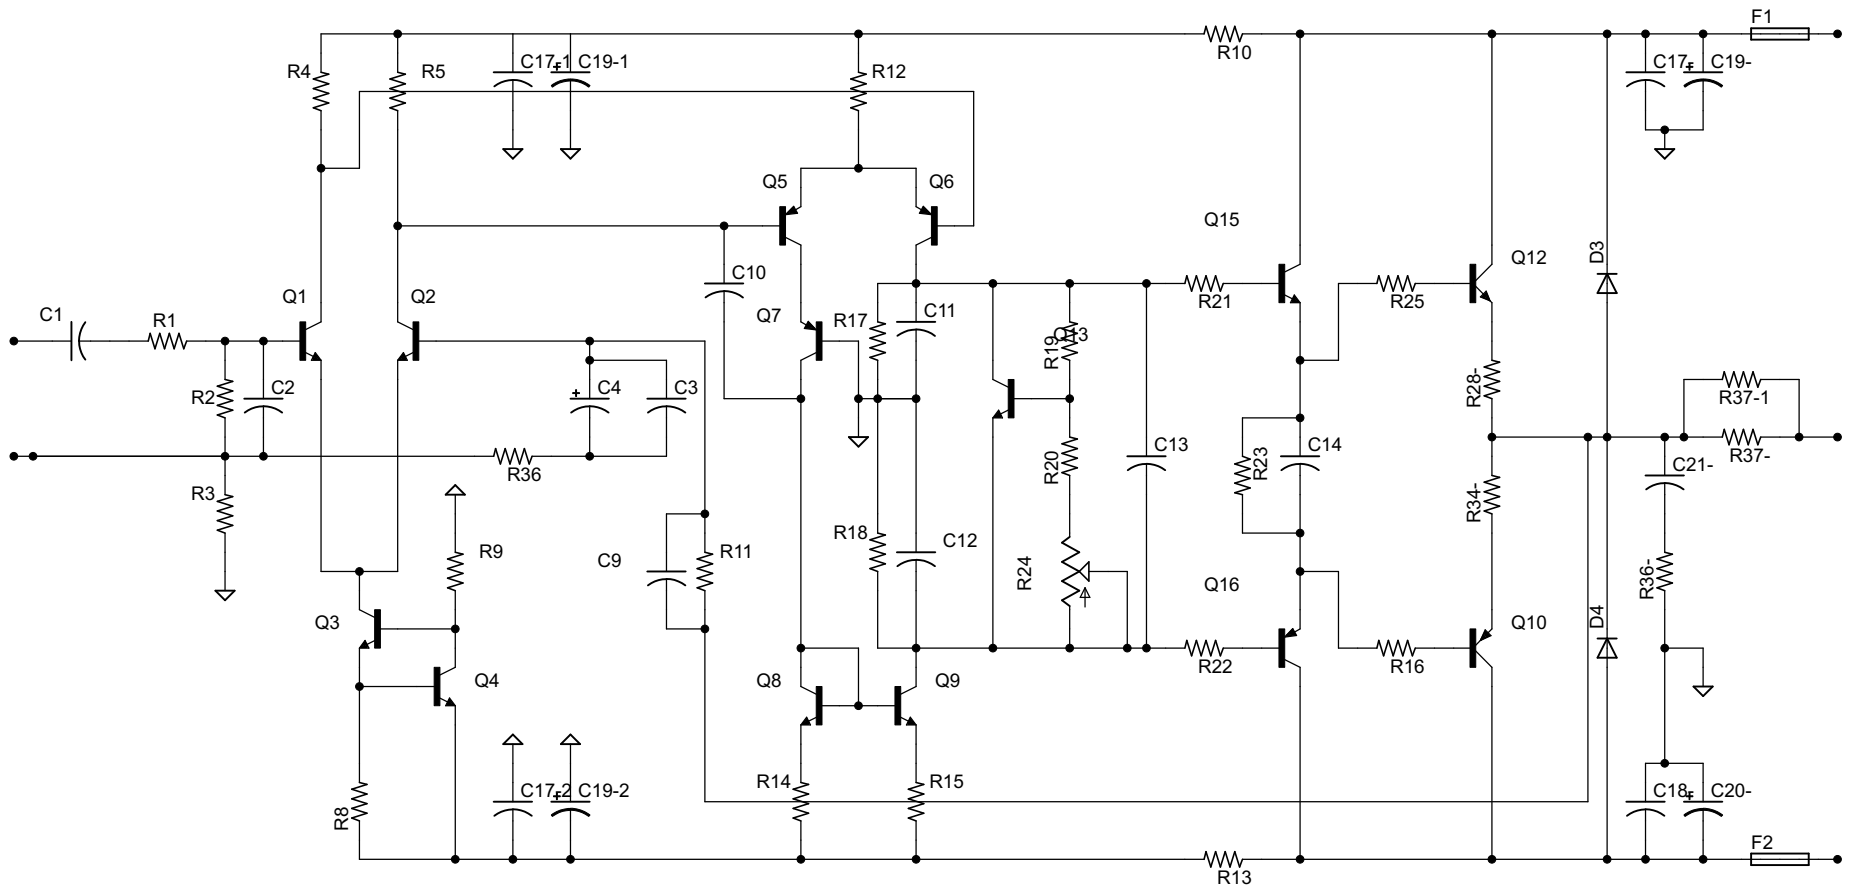 F1
R4
R5
C17-1
C19-1
R12
R10
C17-
C19-
Q5
Q6
Q15
D3
Q12
C10
Q1
Q2
R21
R25
C1
R1
Q7
R17
C11
Q13
R19
R2
C2
C4
C3
R28-
R37-1
R36
R20
C13
R23
C14
R37-
R3
C21-
R34-
R9
C9
R11
R18
C12
R24
Q16
R36-
Q3
D4
Q10
R22
R16
Q4
Q8
Q9
R8
C17-2
C19-2
R14
R15
C18-
C20-
F2
R13